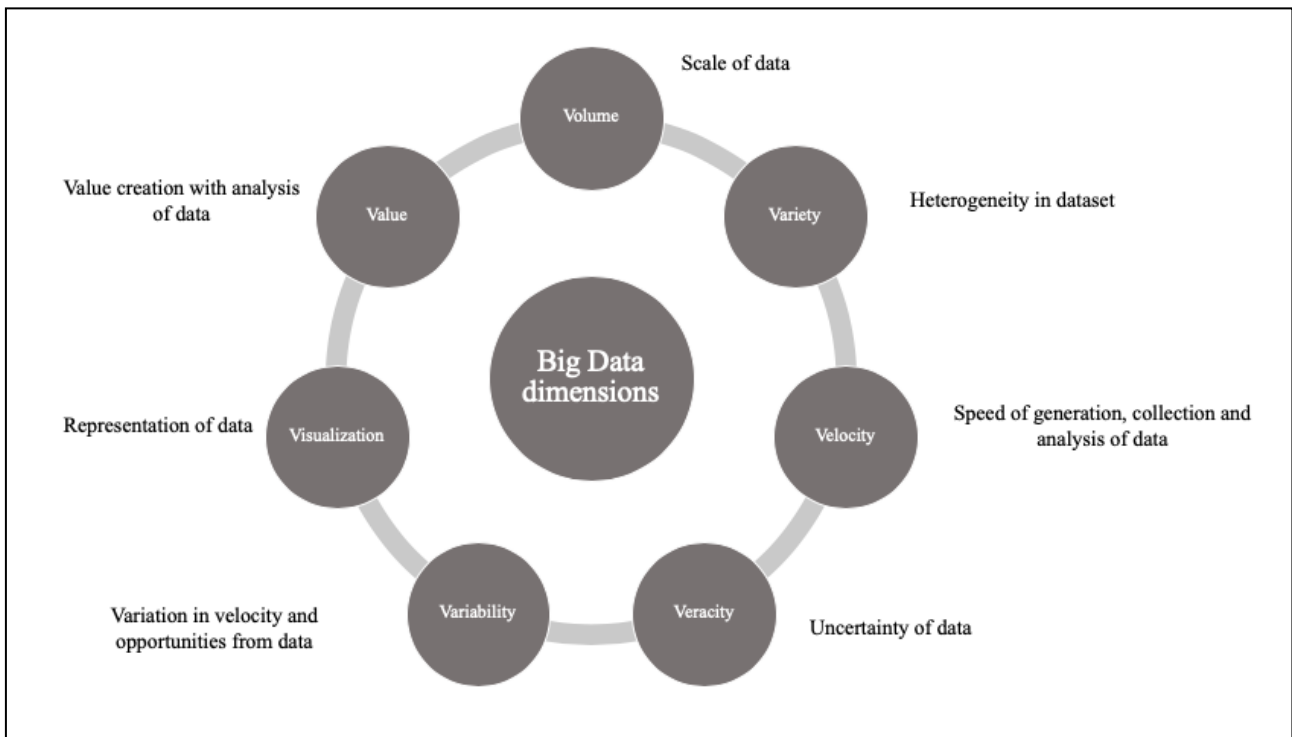 Scale of data
Volume
Value creation with analysis
of data
Value
Variety
Heterogeneity in dataset
Big Data
dimensions
Representation of data
Visualization
Velocity
Speed of generation, collection and
analysis of data
Variation in velocity and
opportunities from data
Variability
Veracity
Uncertainty of data